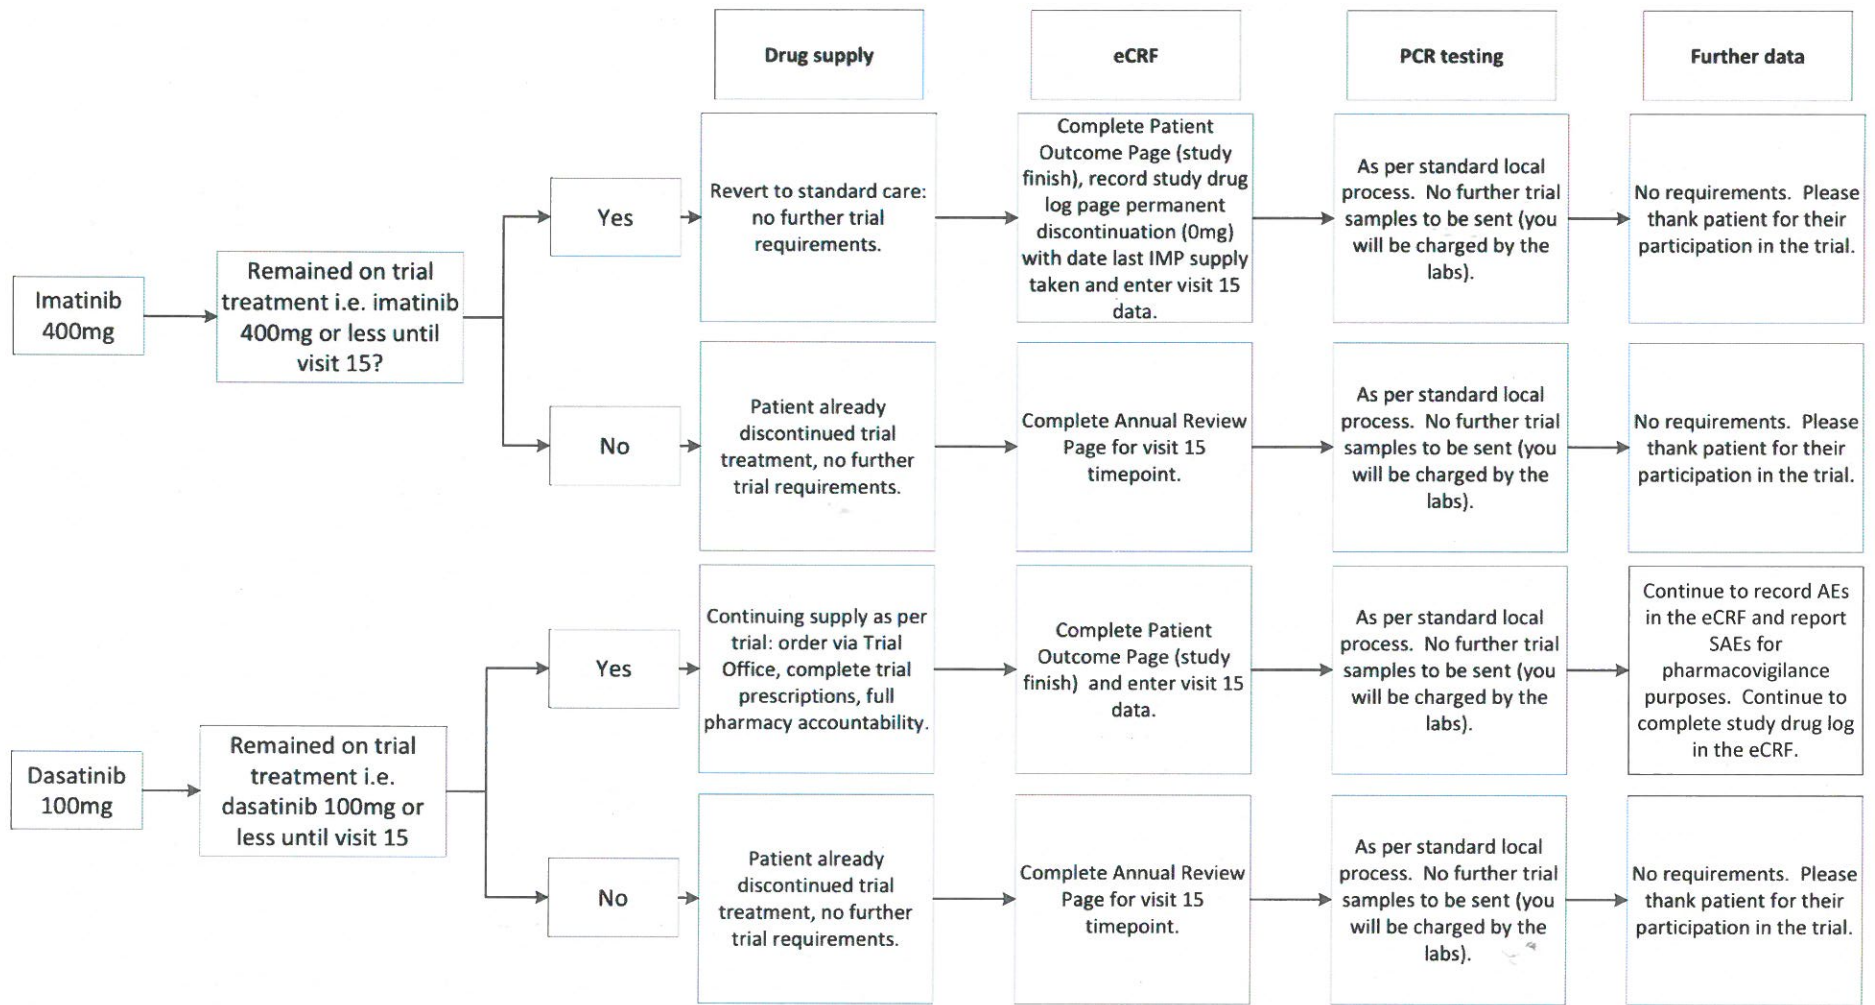 Drug supply
eCRF
PCR testing
Further data
Imatinib
400mg
Remained on trial
treatment i.e. imatinib
400mg or less until
visit 15?
Yes
Revert to standard care:
no further trial
requirements.
Complete Patient
Outcome Page (study
finish), record study drug
log page permanent
discontinuation (0mg)
with date last IMP supply
taken and enter visit 15
data.
As per standard local
process.  No further trial
samples to be sent (you
will be charged by the
labs).
No requirements.  Please
thank patient for their
participation in the trial.
No
Patient already
discontinued trial
treatment, no further
trial requirements.
Complete Annual Review
Page for visit 15
timepoint.
As per standard local
process.  No further trial
samples to be sent (you
will be charged by the
labs).
No requirements.  Please
thank patient for their
participation in the trial.
Dasatinib
100mg
Remained on trial
treatment i.e.
dasatinib 100mg or
less until visit 15
Yes
Continuing supply as per
trial: order via Trial
Office, complete trial
prescriptions, full
pharmacy accountability.
Complete Patient
Outcome Page (study
finish)  and enter visit 15
data.
As per standard local
process.  No further trial
samples to be sent (you
will be charged by the
labs).
Continue to record AEs
in the eCRF and report
SAEs for
pharmacovigilance
purposes.  Continue to
complete study drug log
in the eCRF.
No
Patient already
discontinued trial
treatment, no further
trial requirements.
Complete Annual Review
Page for visit 15
timepoint.
As per standard local
process.  No further trial
samples to be sent (you
will be charged by the
labs).
No requirements.  Please
thank patient for their
participation in the trial.